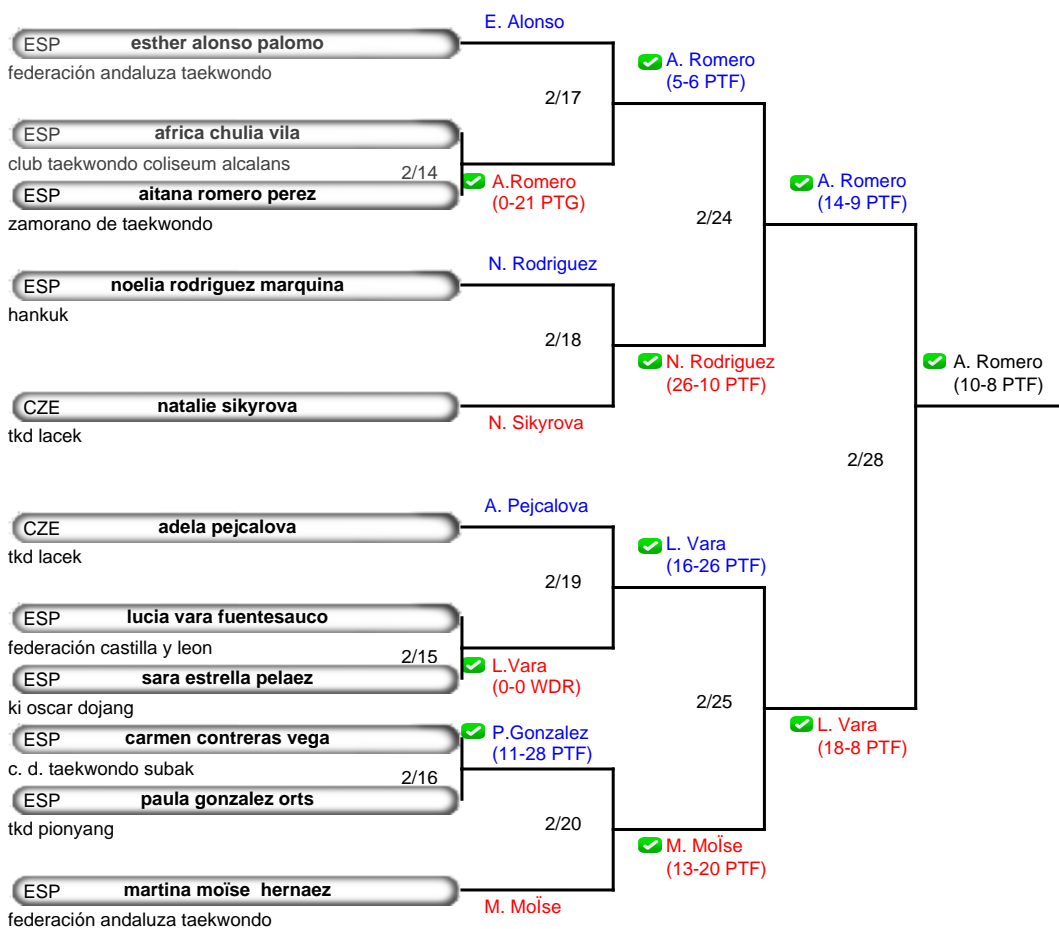 E. Alonso
ESP esther alonso palomo
federación andaluza taekwondo
A. Romero
(5-6 PTF)
2/17
ESP africa chulia vila
club taekwondo coliseum alcalans
2/14
ESP aitana romero perez
zamorano de taekwondo
A.Romero
(0-21 PTG)
A. Romero
(14-9 PTF)
2/24
N. Rodriguez
ESP noelia rodriguez marquina
hankuk
2/18
N. Rodriguez
(26-10 PTF)
A. Romero
(10-8 PTF)
CZE natalie sikyrova
tkd lacek
N. Sikyrova
2/28
A. Pejcalova
CZE adela pejcalova
tkd lacek
L. Vara
(16-26 PTF)
2/19
ESP lucia vara fuentesauco
federación castilla y leon
2/15
ESP sara estrella pelaez
ki oscar dojang
L.Vara
(0-0 WDR)
2/25
L. Vara
(18-8 PTF)
ESP carmen contreras vega
c. d. taekwondo subak
P.Gonzalez
(11-28 PTF)
2/16
ESP paula gonzalez orts
tkd pionyang
2/20
M. MoÏse
(13-20 PTF)
ESP martina moïse hernaez
federación andaluza taekwondo
M. MoÏse